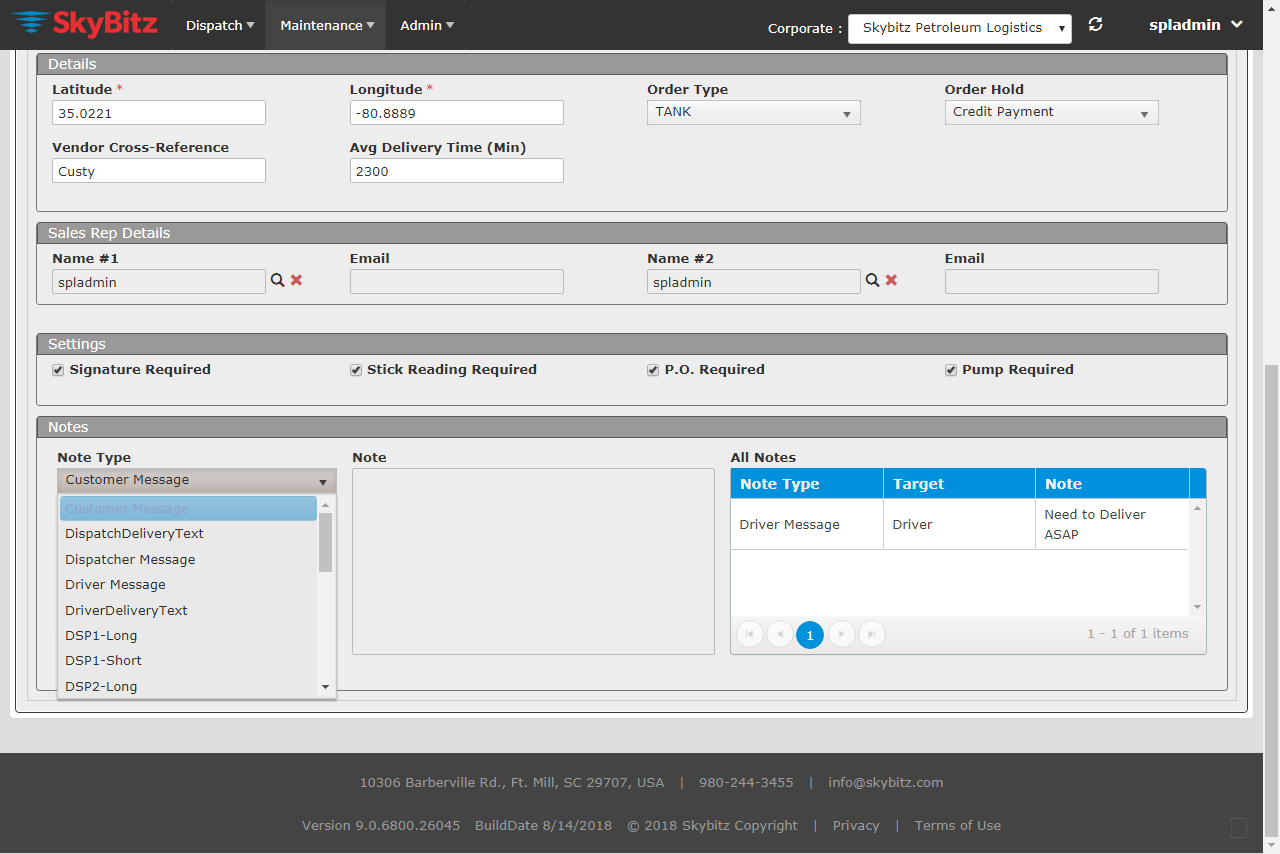 SkyBitz Dispatch Maintenance Admin Corporate : Skybitz Petroleum Logistics spladmin
Details
Latitude * Longitude * Order Type Order Hold
35.0221 -80.8889 TANK Credit Payment
Vendor Cross-Reference Avg Delivery Time (Min)
Custy 2300
Sales Rep Details
Name #1 Email Name #2 Email
spladmin spladmin
Settings
Signature Required Stick Reading Required P.O. Required Pump Required
Notes
Note Type Note All Notes
Customer Message
Note Type Target Note
Customer Message
DispatchDeliveryText
Dispatcher Message
Driver Message
DriverDeliveryText
DSP1-Long
DSP1-Short
DSP2-Long
Driver Message Driver Need to Deliver
ASAP
1 1 - 1 of 1 items
10306 Barberville Rd., Ft. Mill, SC 29707, USA | 980-244-3455 | info@skybitz.com
Version 9.0.6800.26045 BuildDate 8/14/2018 © 2018 Skybitz Copyright | Privacy | Terms of Use